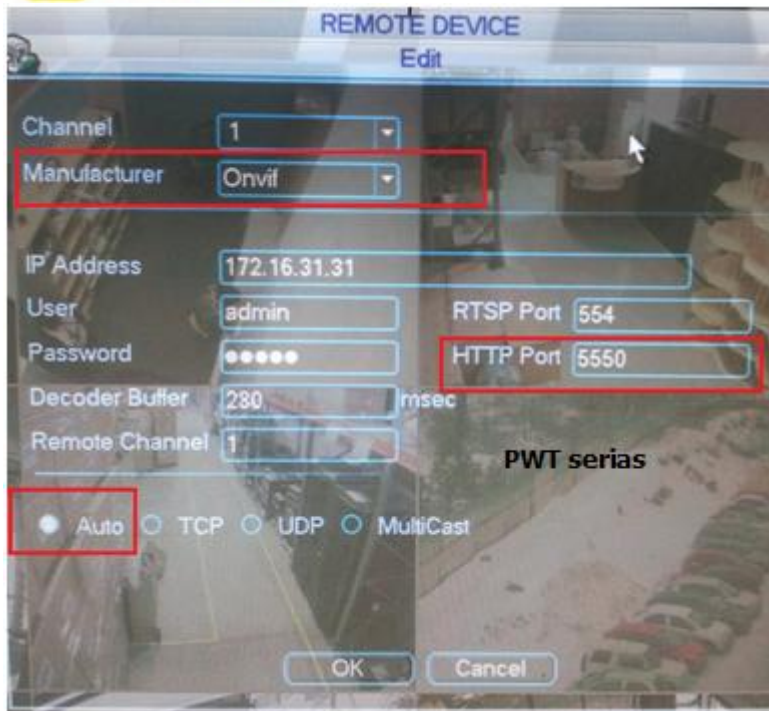 REMOTE DEVICE
Edit
Channel 1
Manufacturer Onvif
IP Address 172.16.31.31
User admin RTSP Port 554
Password ●●●●● HTTP Port 5550
Decoder Buffer 280 msec
Remote Channel 1
PWT serias
Auto TCP UDP MultiCast
OK Cancel